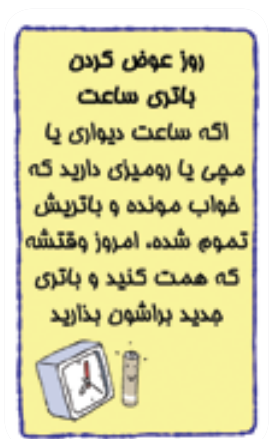 روز عوض کردن
باتری ساعت
اگه ساعت دیواری یا
مچی یا رومیزی دارید که
خواب مونده و باتریش
تموم شده، امروز وقتشه
که همت کنید و باتری
جدید براشون بذارید